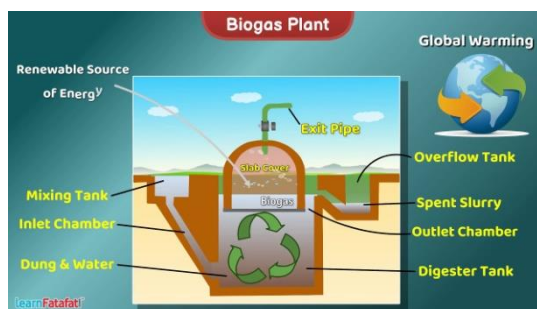 Biogas Plant
Global Warming
Renewable Source
of Energy
Exit Pipe
Slab Cover
Overflow Tank
Mixing Tank
Biogas
Spent Slurry
Inlet Chamber
Outlet Chamber
Dung & Water
Digester Tank
LearnFatafat